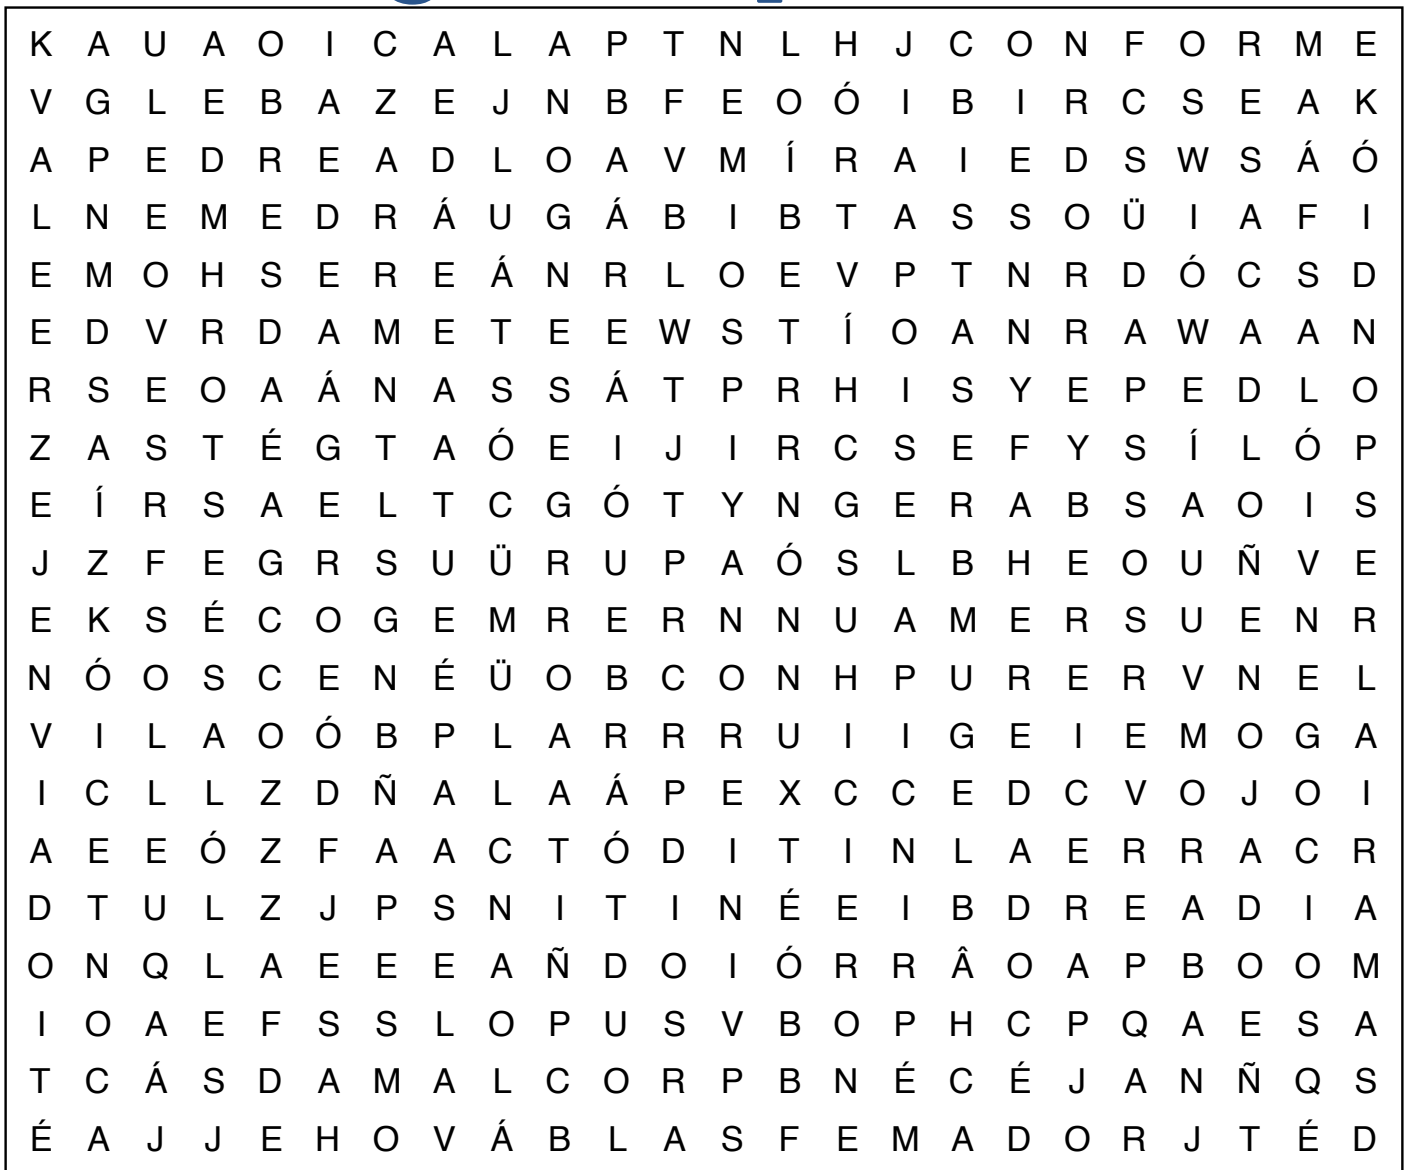 K A U A O I C A L A P T N L H J C O N F O R M E
V G L E B A Z E J N B F E O Ó I B I R C S E A K
A P E D R E A D L O A V M Í R A I E D S W S Á Ó
L N E M E D R Á U G Á B I B T A S S O Ü I A F I
E M O H S E R E Á N R L O E V P T N R D Ó C S D
E D V R D A M E T E E W S T Í O A N R A W A A N
R S E O A Á N A S S Á T P R H I S Y E P E D L O
Z A S T É G T A Ó E I J I R C S E F Y S Í L Ó P
E Í R S A E L T C G Ó T Y N G E R A B S A O I S
J Z F E G R S U Ü R U P A Ó S L B H E O U Ñ V E
E K S É C O G E M R E R N N U A M E R S U E N R
N Ó O S C E N É Ü O B C O N H P U R E R V N E L
V I L A O Ó B P L A R R R U I I G E I E M O G A
I C L L Z D Ñ A L A Á P E X C C E D C V O J O I
A E E Ó Z F A A C T Ó D I T I N L A E R R A C R
D T U L Z J P S N I T I N É E I B D R E A D I A
O N Q L A E E E A Ñ D O I Ó R R Â O A P B O O M
I O A E F S S L O P U S V B O P H C P Q A E S A
T C Á S D A M A L C O R P B N É C É J A N Ñ Q S
É A J J E H O V Á B L A S F E M A D O R J T É D